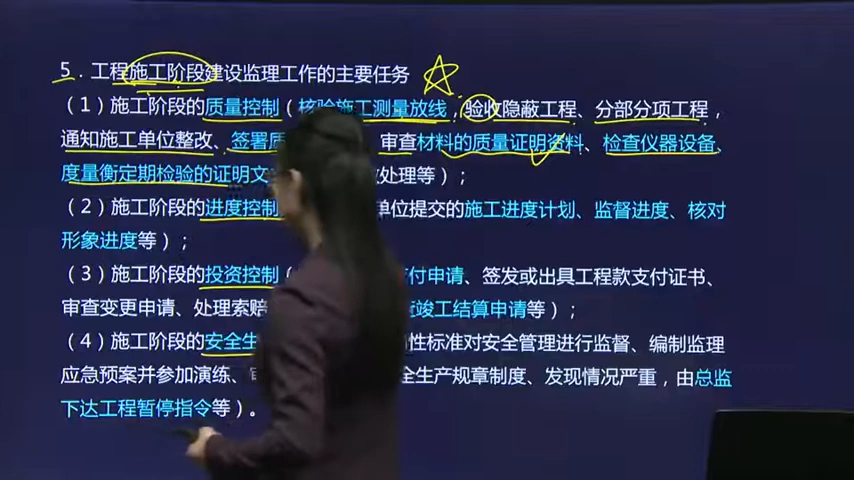 5．工程施工阶段建设监理工作的主要任务
（1）施工阶段的质量控制（核验施工测量放线，验收隐蔽工程、分部分项工程，
通知施工单位整改、签署质 审查材料的质量证明资料、检查仪器设备、
度量衡定期检验的证明文 处理等）；
（2）施工阶段的进度控制 单位提交的施工进度计划、监督进度、核对
形象进度等）；
（3）施工阶段的投资控制（ 付申请、签发或出具工程款支付证书、
审查变更申请、处理索赔 竣工结算申请等）；
（4）施工阶段的安全生 性标准对安全管理进行监督、编制监理
应急预案并参加演练、 全生产规章制度、发现情况严重，由总监
下达工程暂停指令等）。